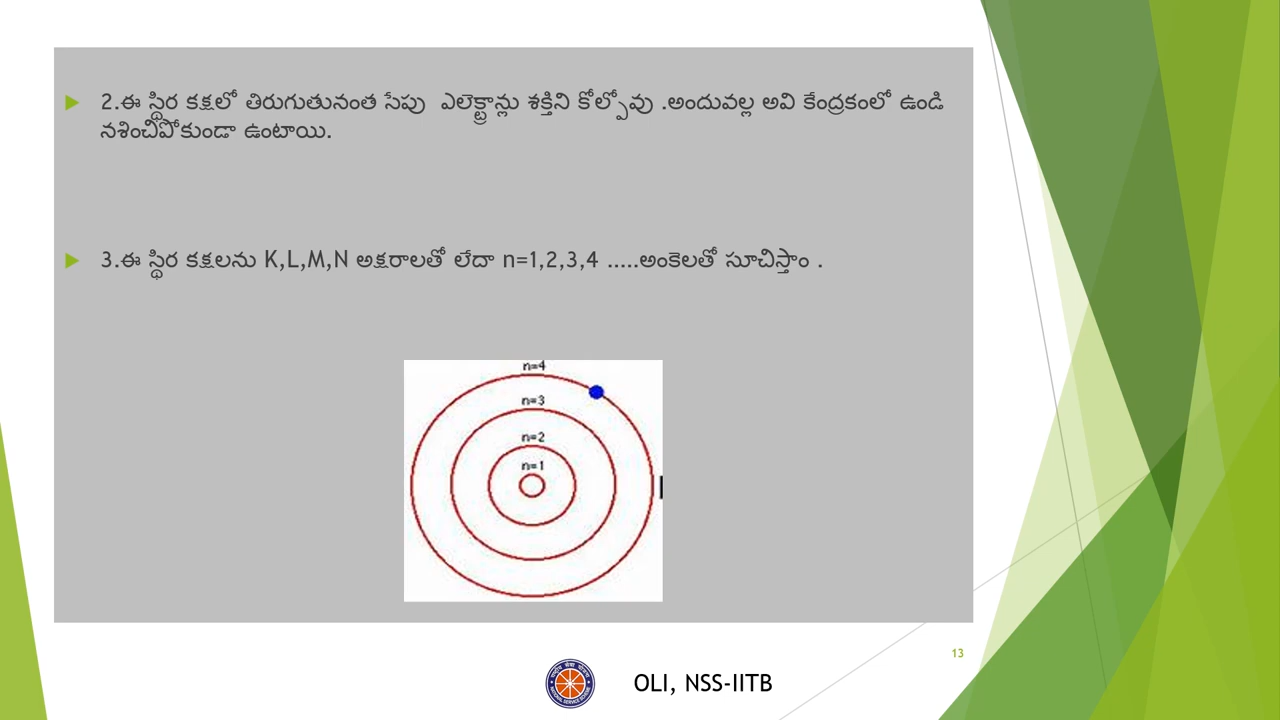 2.ఈ స్థిర కక్షలో తిరుగుతునంత సేపు ఎలెక్ట్రాన్లు శక్తిని కోల్పోవు .అందువల్ల అవి కేంద్రకంలో ఉండి
నశించిపోకుండా ఉంటాయి.
3.ఈ స్థిర కక్షలను K,L,M,N అక్షరాలతో లేదా n=1,2,3,4 .....అంకెలతో సూచిస్తాం .
n=4
n=3
n=2
n=1
13
OLI, NSS-IITB